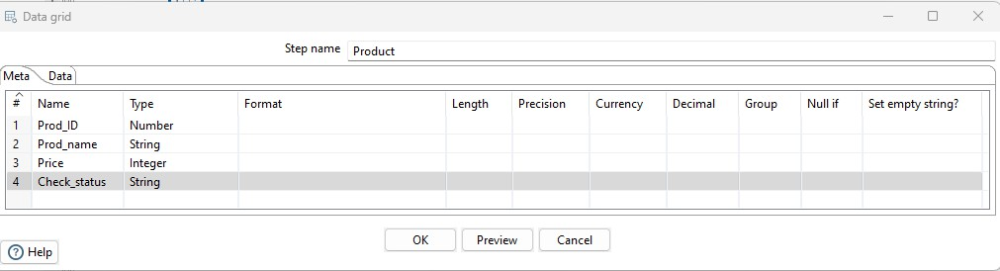 Data grid
Step name Product
Meta Data
# Name Type Format Length Precision Currency Decimal Group Null if Set empty string?
1 Prod_ID Number
2 Prod_name String
3 Price Integer
4 Check_status String
OK Preview Cancel
Help